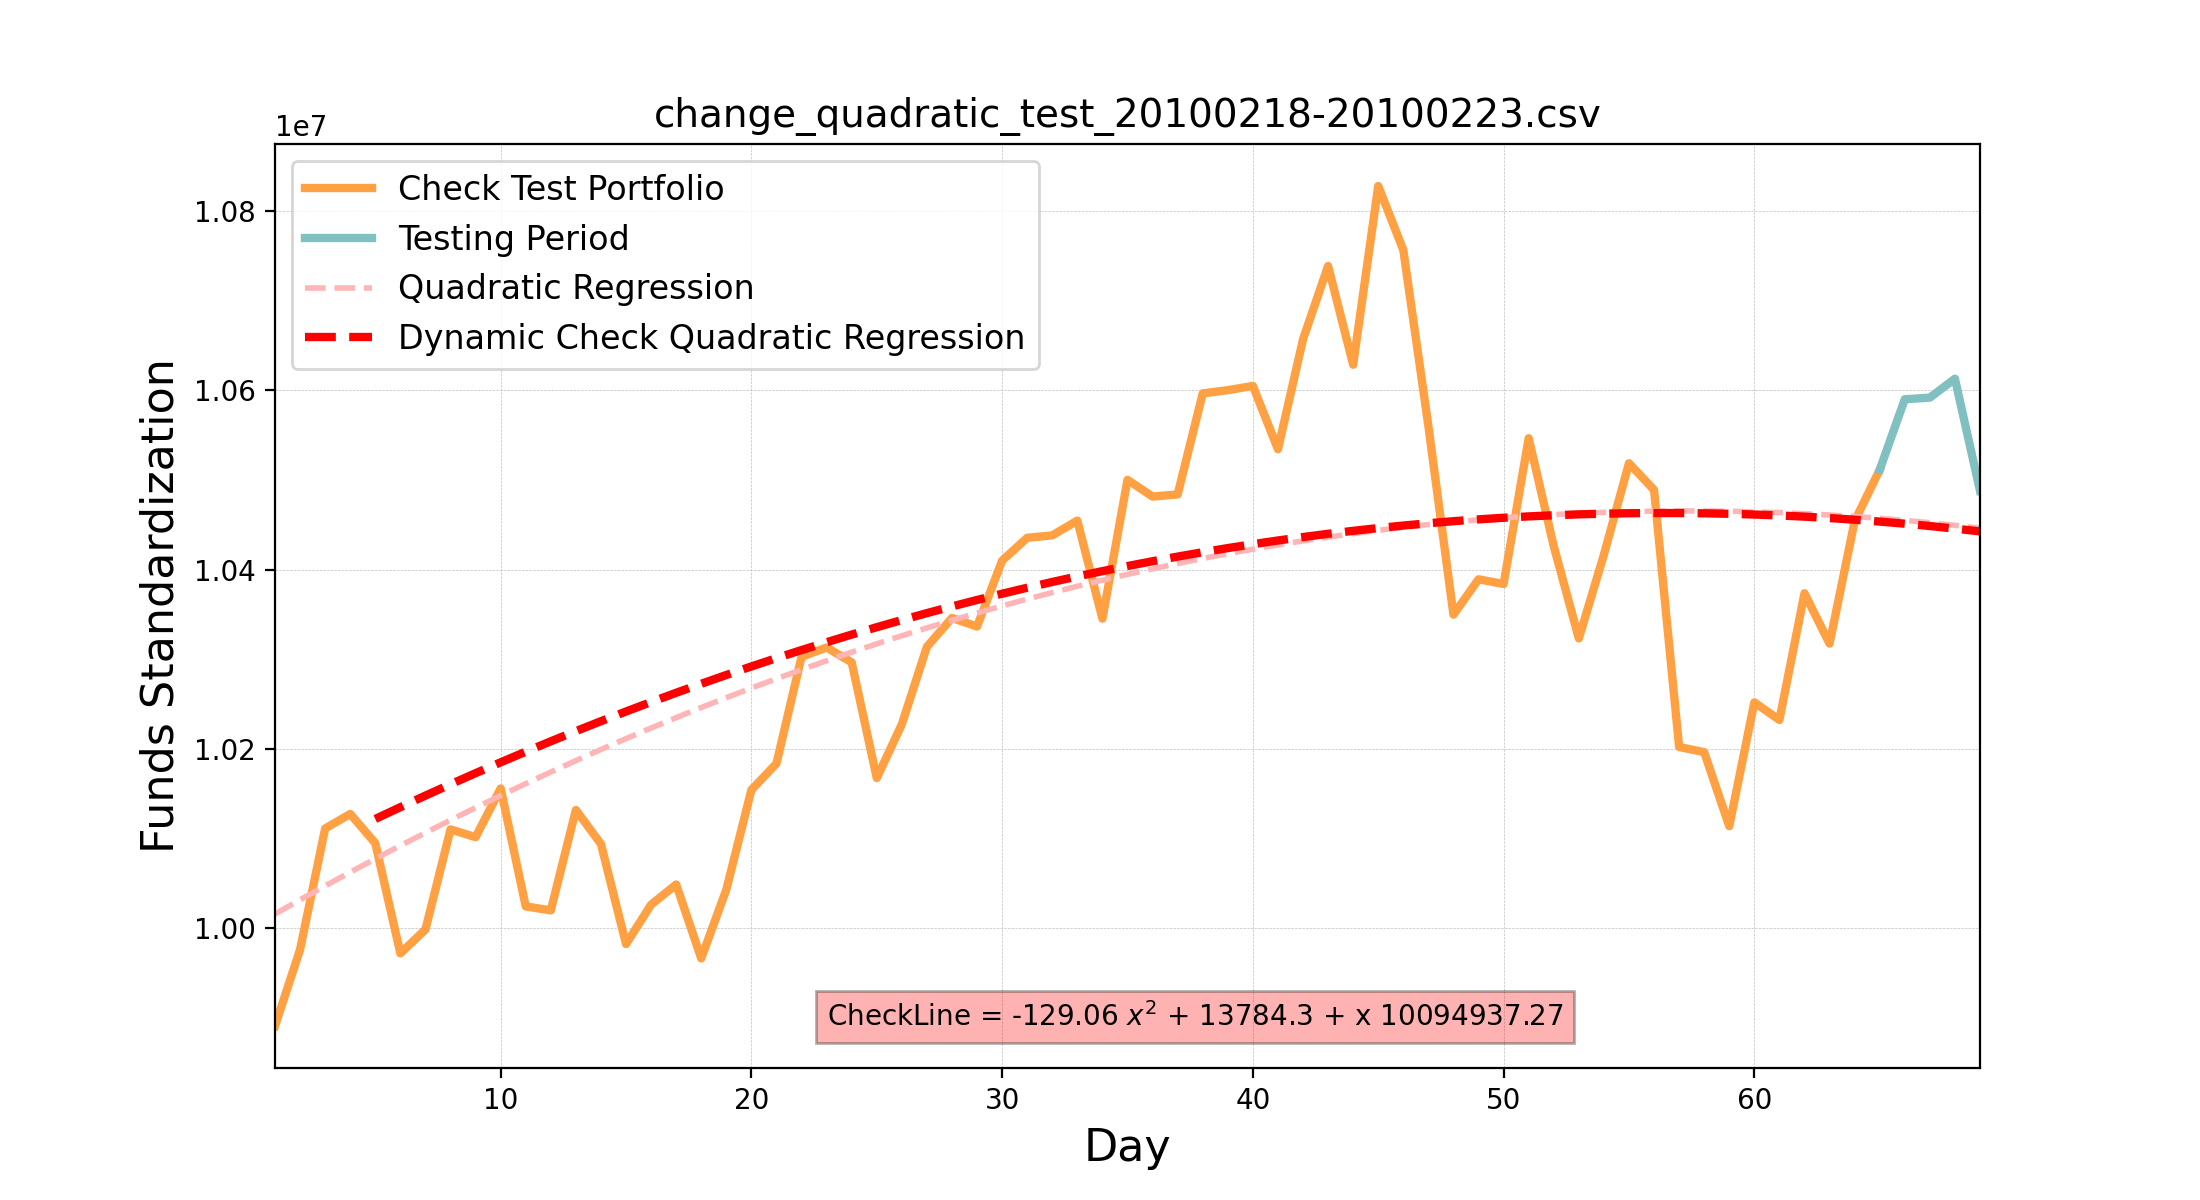 change_quadratic_test_20100218-20100223.csv
1e7
Check Test Portfolio
Testing Period
Quadratic Regression
Dynamic Check Quadratic Regression
1.08
1.06
1.04
1.02
1.00
Funds Standardization
CheckLine = -129.06 x² + 13784.3 + x 10094937.27
10 20 30 40 50 60
Day